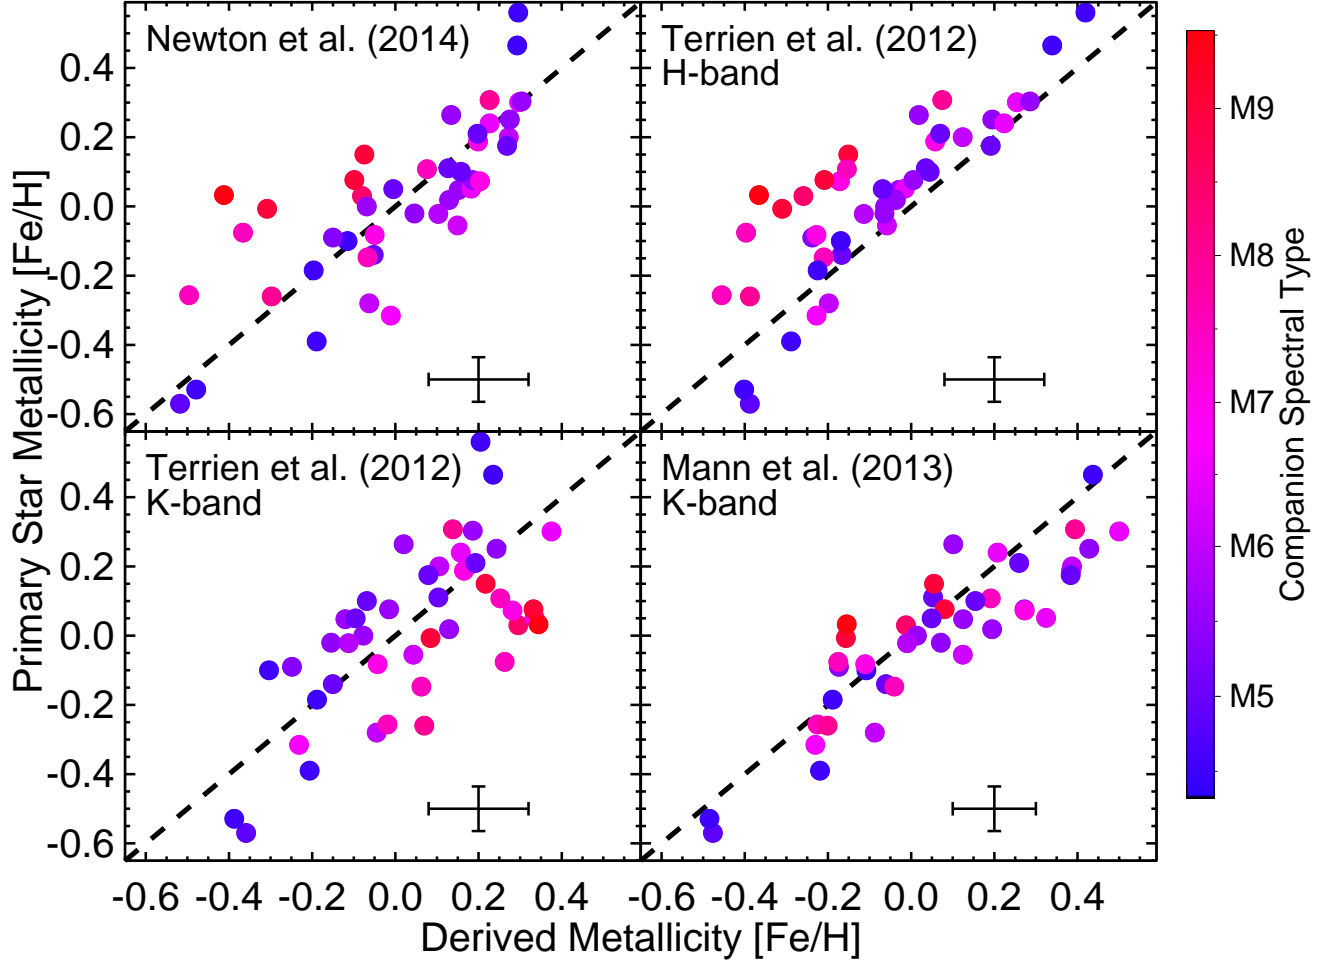 Newton et al. (2014)
Terrien et al. (2012)
H-band
Terrien et al. (2012)
K-band
Mann et al. (2013)
K-band
0.4
0.2
0.0
-0.2
-0.4
-0.6
0.4
0.2
0.0
-0.2
-0.4
-0.6
-0.6 -0.4 -0.2 0.0 0.2 0.4
-0.6 -0.4 -0.2 0.0 0.2 0.4
Primary Star Metallicity [Fe/H]
Derived Metallicity [Fe/H]
M9
M8
M7
M6
M5
Companion Spectral Type